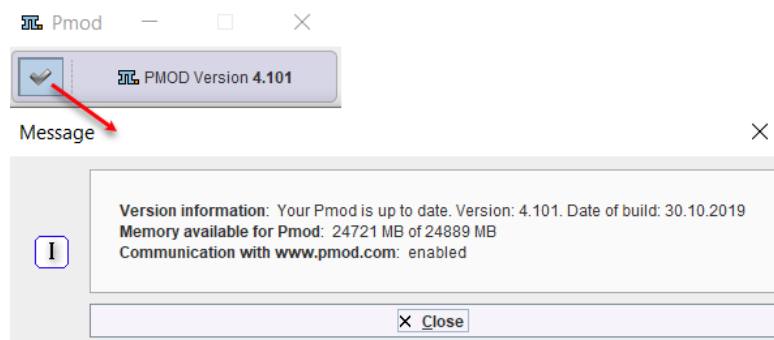 Pmod
PMOD Version 4.101
Message
Version information: Your Pmod is up to date. Version: 4.101. Date of build: 30.10.2019
Memory available for Pmod: 24721 MB of 24889 MB
I
Communication with www.pmod.com: enabled
Close